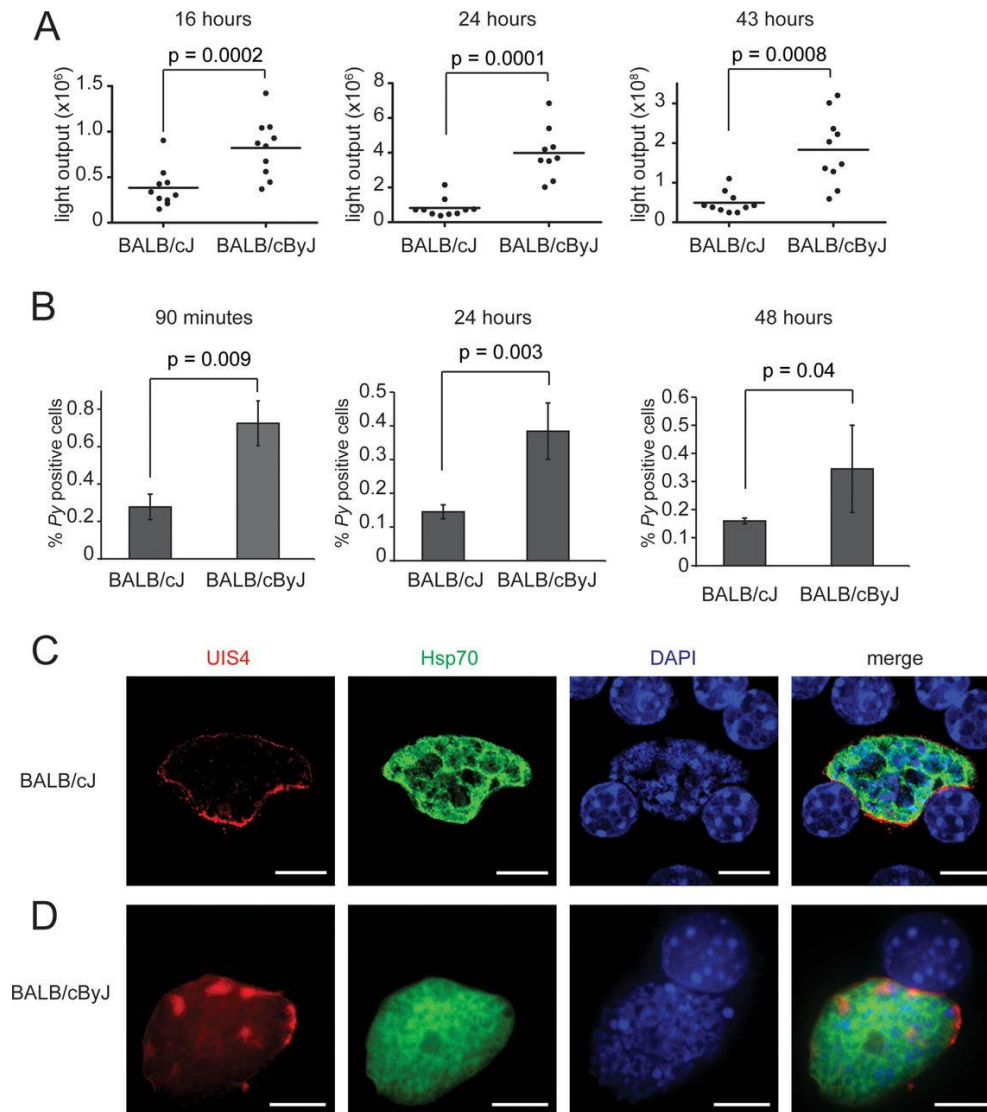 A
16 hours
24 hours
43 hours
p = 0.0002
p = 0.0001
p = 0.0008
light output (x10⁶)
1.5
1.0
0.5
0
BALB/cJ
BALB/cByJ
light output (x10⁶)
8
6
4
2
0
BALB/cJ
BALB/cByJ
light output (x10⁸)
3
2
1
0
BALB/cJ
BALB/cByJ
B
90 minutes
24 hours
48 hours
p = 0.009
p = 0.003
p = 0.04
% Py positive cells
0.8
0.6
0.4
0.2
0
BALB/cJ
BALB/cByJ
% Py positive cells
0.5
0.4
0.3
0.2
0.1
0
BALB/cJ
BALB/cByJ
% Py positive cells
0.6
0.5
0.4
0.3
0.2
0.1
0
BALB/cJ
BALB/cByJ
C
UIS4
Hsp70
DAPI
merge
BALB/cJ
D
BALB/cByJ